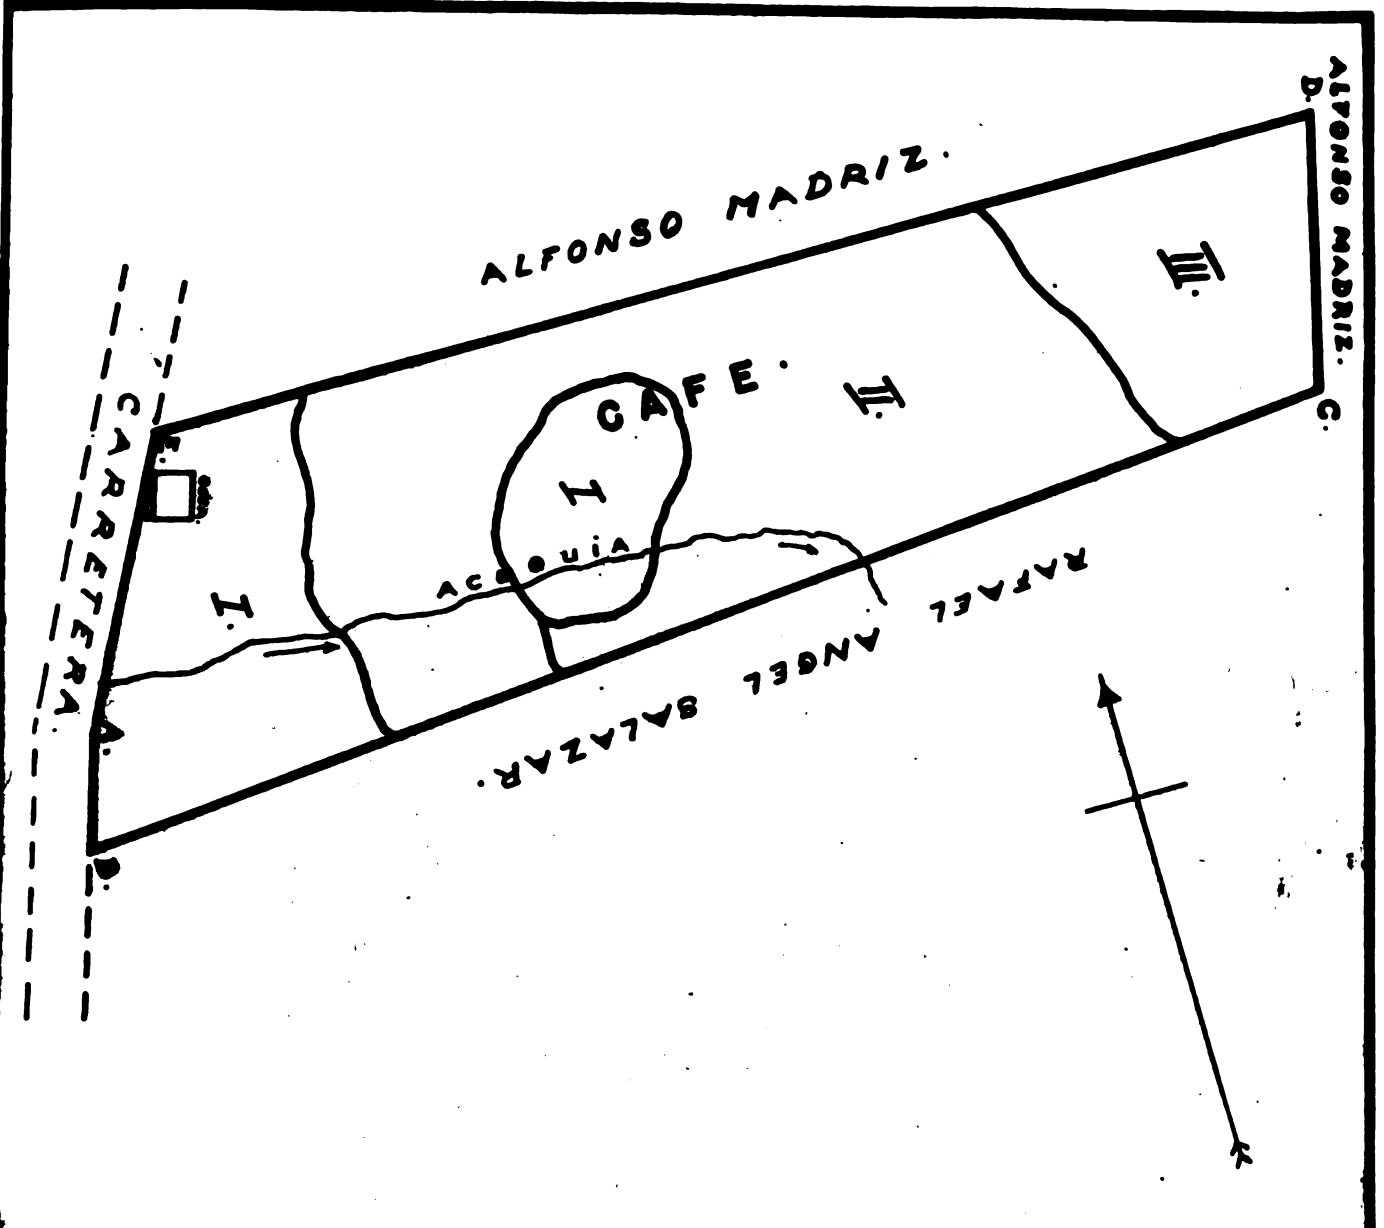 ALFONSO MADRIZ.
D.
ALFONSO MADRIZ.
III.
C.
CAFE.
II.
I
ACEQUIA
E.
I.
CARRETERA.
A.
B.
RAFAEL ANGEL SALAZAR.